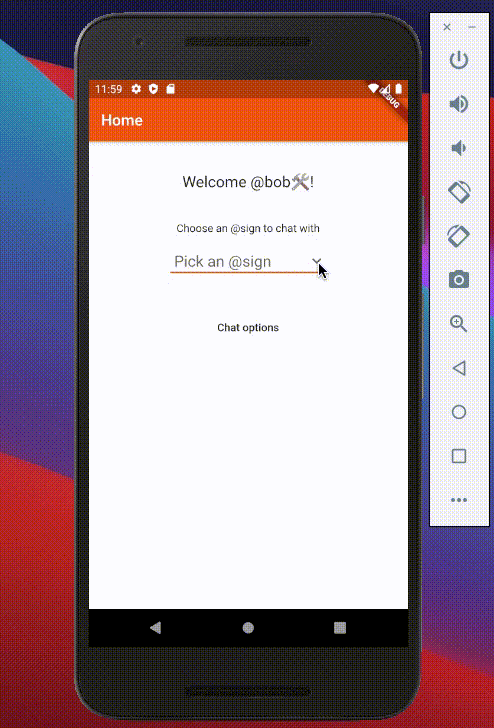 11:59
DEBUG
Home
Welcome @bob🛠!
Choose an @sign to chat with
Pick an @sign
Chat options